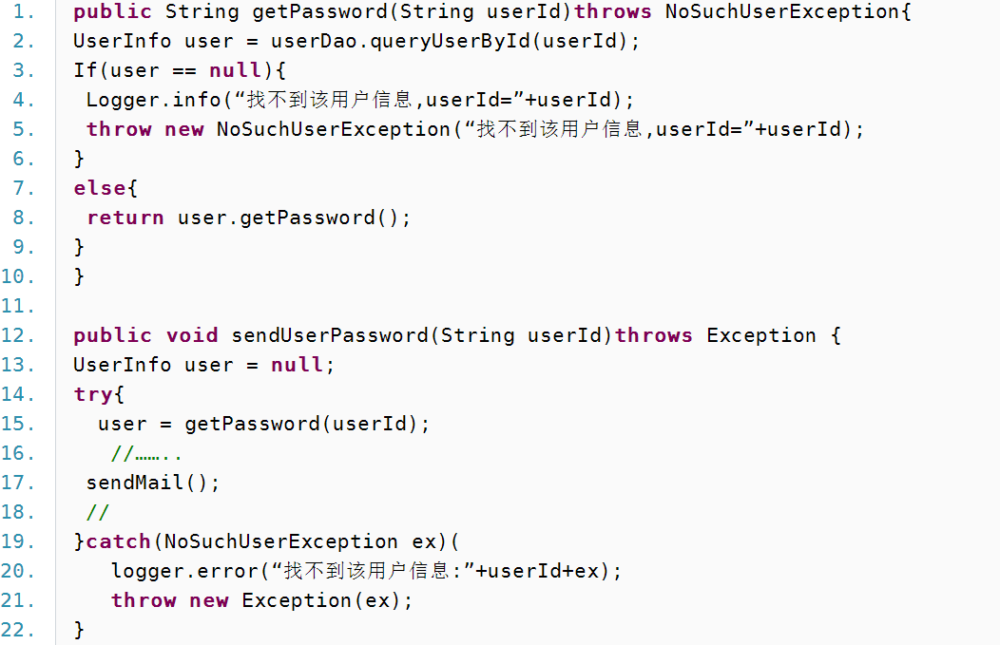 1. public String getPassword(String userId)throws NoSuchUserException{
2. UserInfo user = userDao.queryUserById(userId);
3. If(user == null){
4. Logger.info(“找不到该用户信息,userId=”+userId);
5. throw new NoSuchUserException(“找不到该用户信息,userId=”+userId);
6. }
7. else{
8. return user.getPassword();
9. }
10. }
11.
12. public void sendUserPassword(String userId)throws Exception {
13. UserInfo user = null;
14. try{
15. user = getPassword(userId);
16. //……..
17. sendMail();
18. //
19. }catch(NoSuchUserException ex)(
20. logger.error(“找不到该用户信息:”+userId+ex);
21. throw new Exception(ex);
22. }